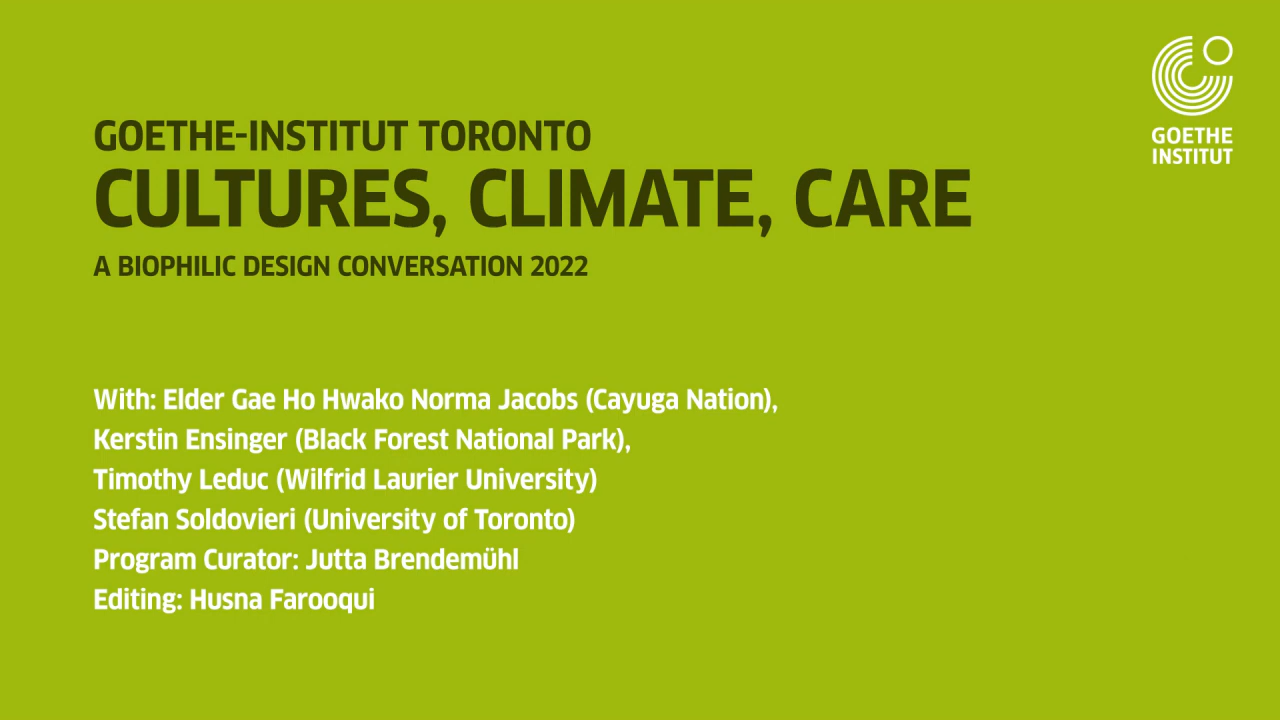 GOETHE
INSTITUT
GOETHE-INSTITUT TORONTO
CULTURES, CLIMATE, CARE
A BIOPHILIC DESIGN CONVERSATION 2022
With: Elder Gae Ho Hwako Norma Jacobs (Cayuga Nation),
Kerstin Ensinger (Black Forest National Park),
Timothy Leduc (Wilfrid Laurier University)
Stefan Soldovieri (University of Toronto)
Program Curator: Jutta Brendemühl
Editing: Husna Farooqui